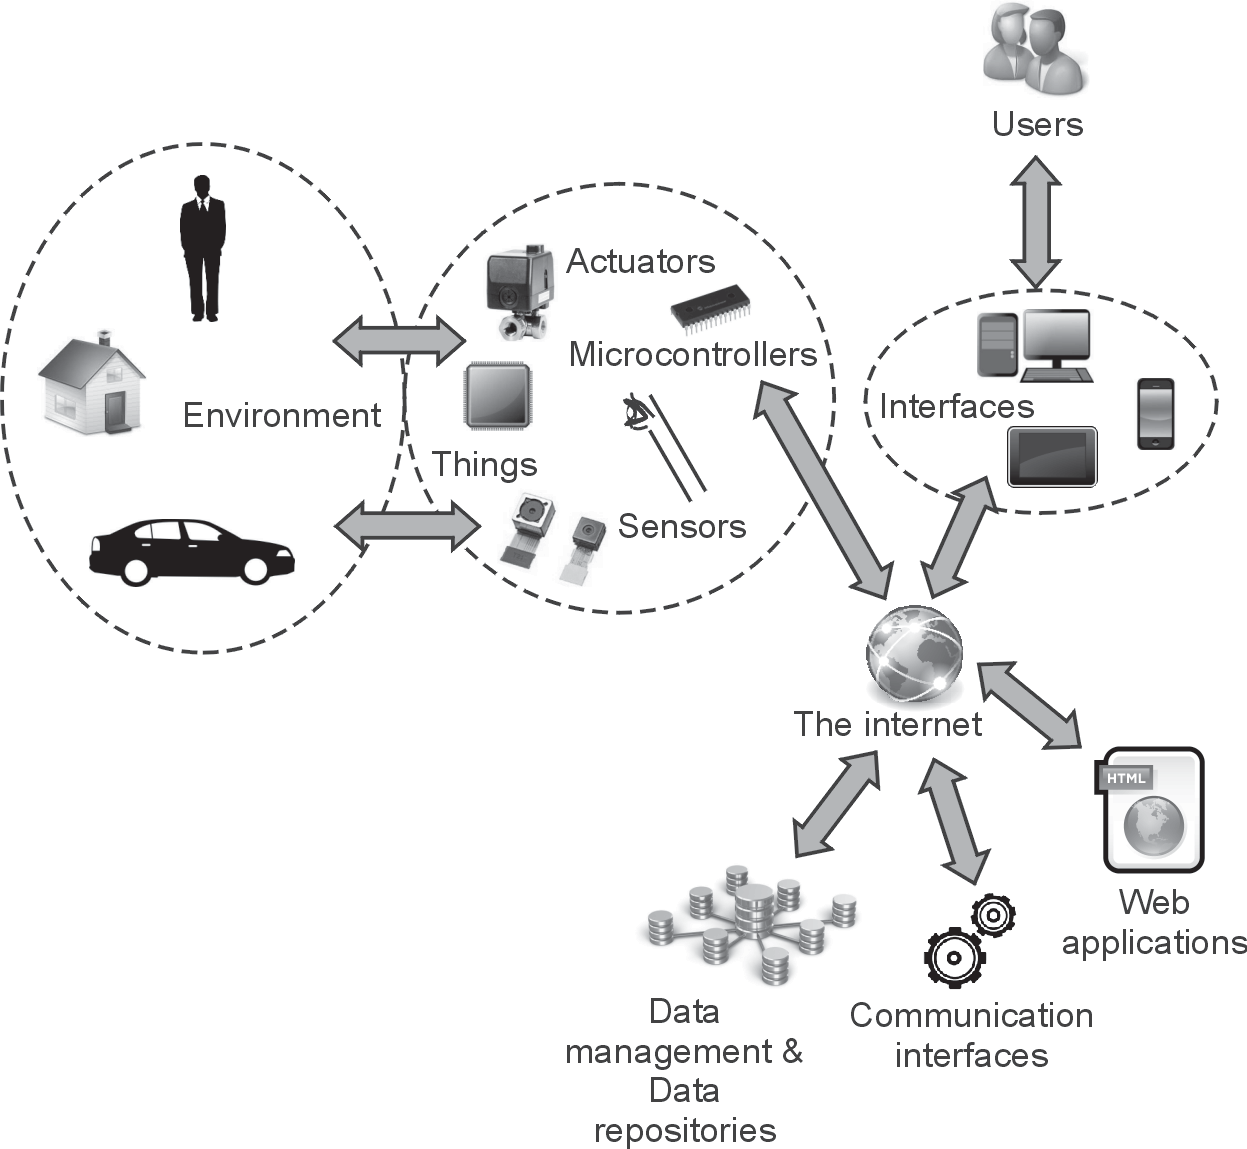 Users
Actuators
Microcontrollers
Environment
Interfaces
Things
Sensors
The internet
HTML
Web
applications
Data
management &
Data
repositories
Communication
interfaces